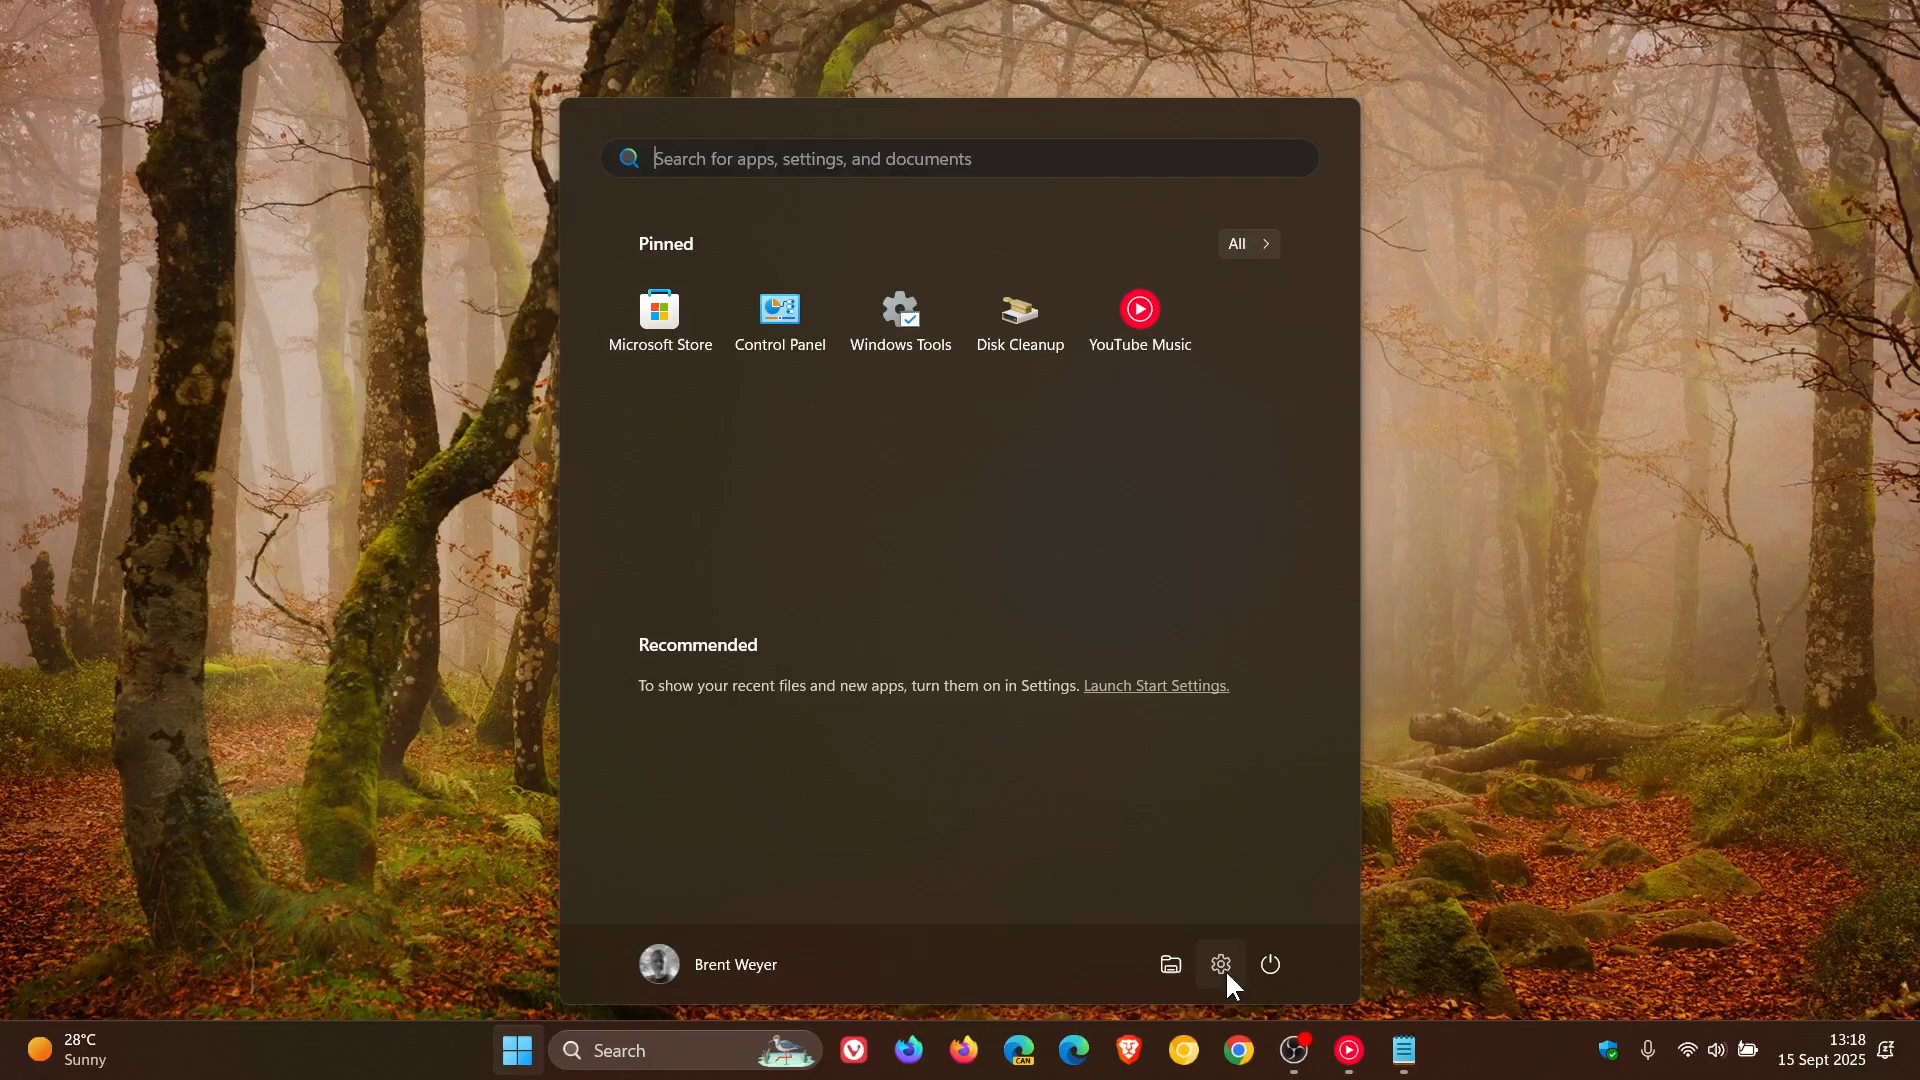 Search for apps, settings, and documents
Pinned
All
Microsoft Store
Control Panel
Windows Tools
Disk Cleanup
YouTube Music
Recommended
To show your recent files and new apps, turn them on in Settings. Launch Start Settings.
Brent Weyer
28°C
Sunny
Search
CAN
13:18
15 Sept 2025